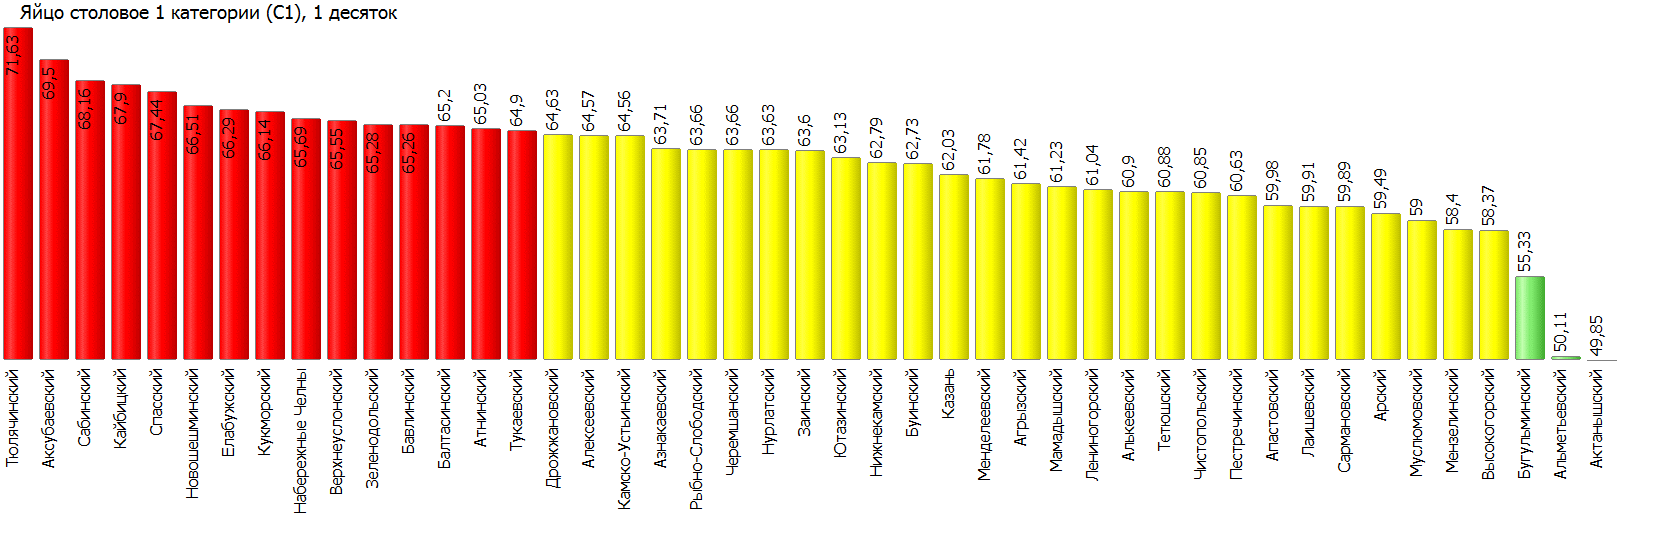 Яйцо столовое 1 категории (С1), 1 десяток
71,63
69,5
68,16
67,9
67,44
66,51
66,29
66,14
65,69
65,55
65,28
65,26
65,2
65,03
64,9
64,63
64,57
64,56
63,71
63,66
63,66
63,63
63,6
63,13
62,79
62,73
62,03
61,78
61,42
61,23
61,04
60,9
60,88
60,85
60,63
59,98
59,91
59,89
59,49
59
58,4
58,37
55,33
50,11
49,85
Тюлячинский
Аксубаевский
Сабинский
Кайбицкий
Спасский
Новошешминский
Елабужский
Кукморский
Набережные Челны
Верхнеуслонский
Зеленодольский
Бавлинский
Балтасинский
Атнинский
Тукаевский
Дрожжановский
Алексеевский
Камско-Устьинский
Азнакаевский
Рыбно-Слободский
Черемшанский
Нурлатский
Заинский
Ютазинский
Нижнекамский
Буинский
Казань
Менделеевский
Агрызский
Мамадышский
Лениногорский
Алькеевский
Тетюшский
Чистопольский
Пестречинский
Апастовский
Лаишевский
Сармановский
Арский
Муслюмовский
Мензелинский
Высокогорский
Бугульминский
Альметьевский
Актанышский